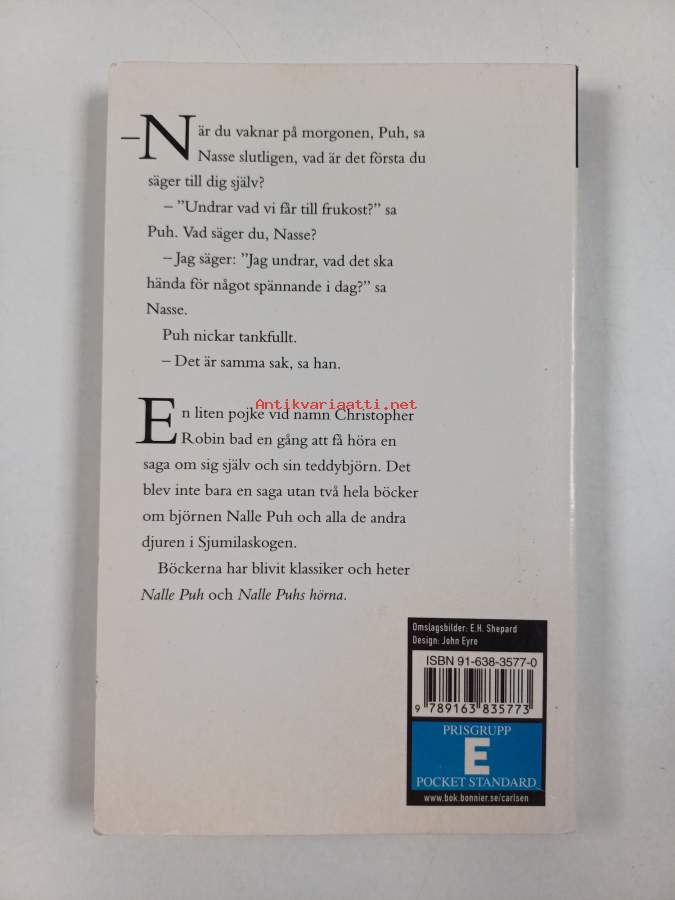 – När du vaknar på morgonen, Puh, sa
Nasse slutligen, vad är det första du
säger till dig själv?
– ”Undrar vad vi får till frukost?” sa
Puh. Vad säger du, Nasse?
– Jag säger: ”Jag undrar, vad det ska
hända för något spännande i dag?” sa
Nasse.
Puh nickar tankfullt.
– Det är samma sak, sa han.
Antikvariaatti.net
En liten pojke vid namn Christopher
Robin bad en gång att få höra en
saga om sig själv och sin teddybjörn. Det
blev inte bara en saga utan två hela böcker
om björnen Nalle Puh och alla de andra
djuren i Sjumilaskogen.
Böckerna har blivit klassiker och heter
Nalle Puh och Nalle Puhs hörna.
Omslagsbilder: E.H. Shepard
Design: John Eyre
ISBN 91-638-3577-0
9 789163 835773
PRISGRUPP
E
POCKET STANDARD
www.bok.bonnier.se/carlsen